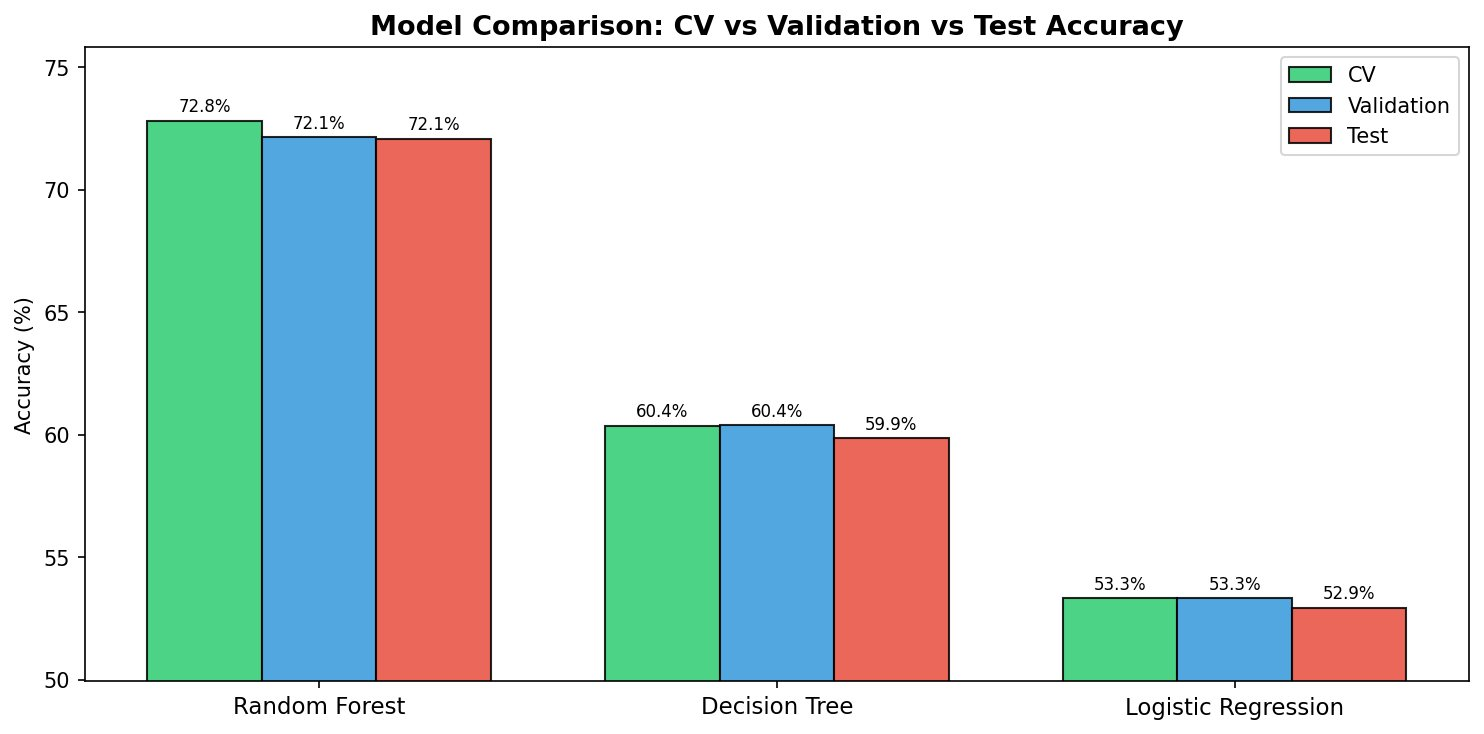 Model Comparison: CV vs Validation vs Test Accuracy
CV
Validation
Test
Accuracy (%)
75
70
65
60
55
50
72.8%
72.1%
72.1%
60.4%
60.4%
59.9%
53.3%
53.3%
52.9%
Random Forest
Decision Tree
Logistic Regression